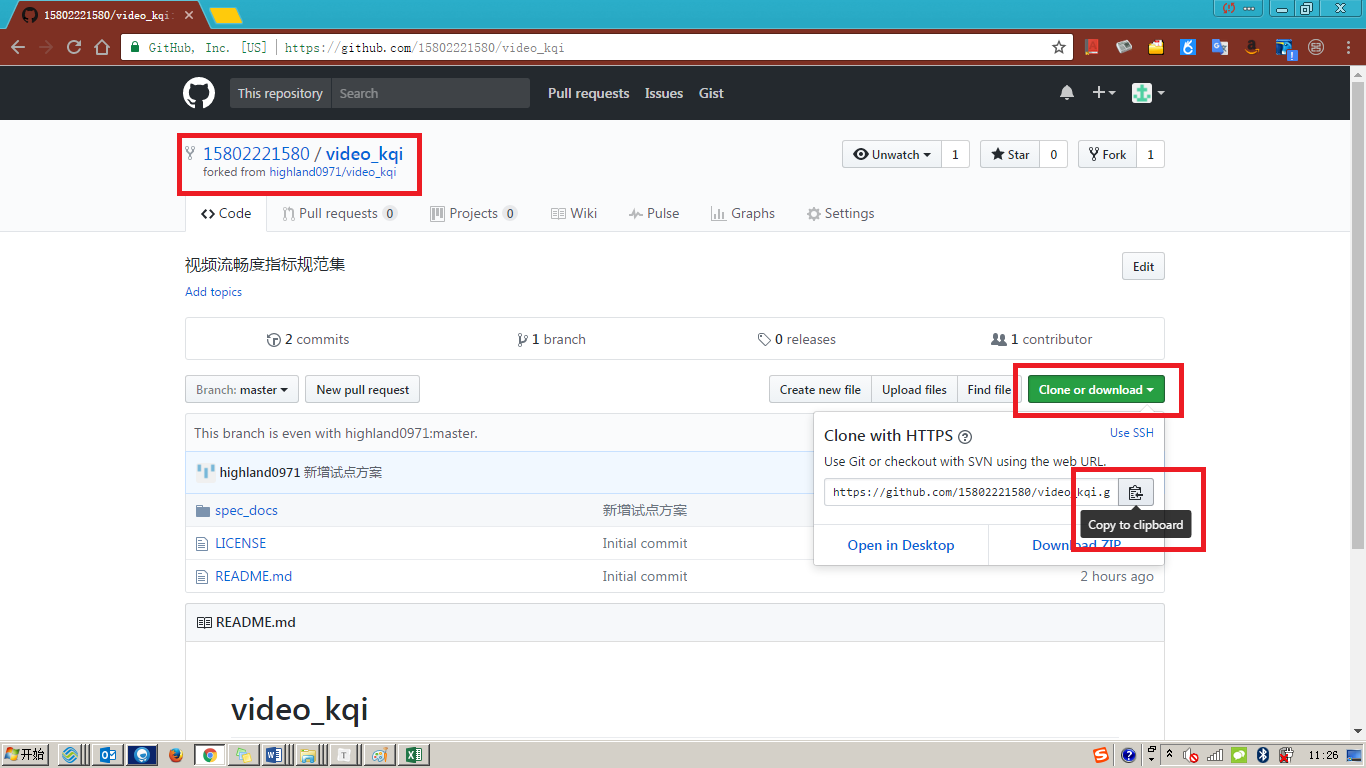 15802221580/video_kqi:
GitHub, Inc. [US] | https://github.com/15802221580/video_kqi
This repository Search Pull requests Issues Gist
15802221580 / video_kqi
forked from highland0971/video_kqi
Unwatch 1 Star 0 Fork 1
Code Pull requests 0 Projects 0 Wiki Pulse Graphs Settings
视频流畅度指标规范集
Edit
Add topics
2 commits 1 branch 0 releases 1 contributor
Branch: master New pull request Create new file Upload files Find file Clone or download
This branch is even with highland0971:master.
Clone with HTTPS ? Use SSH
Use Git or checkout with SVN using the web URL.
https://github.com/15802221580/video_kqi.g
Copy to clipboard
Open in Desktop Download ZIP
highland0971 新增试点方案
spec_docs 新增试点方案
LICENSE Initial commit
README.md Initial commit 2 hours ago
README.md
video_kqi
开始 11:26